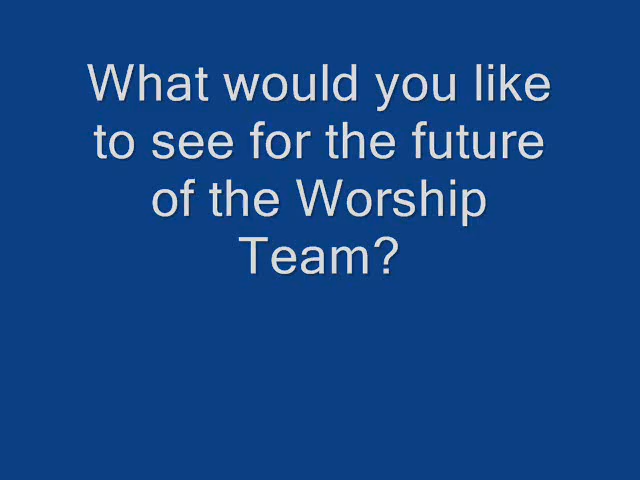 What would you like
to see for the future
of the Worship
Team?